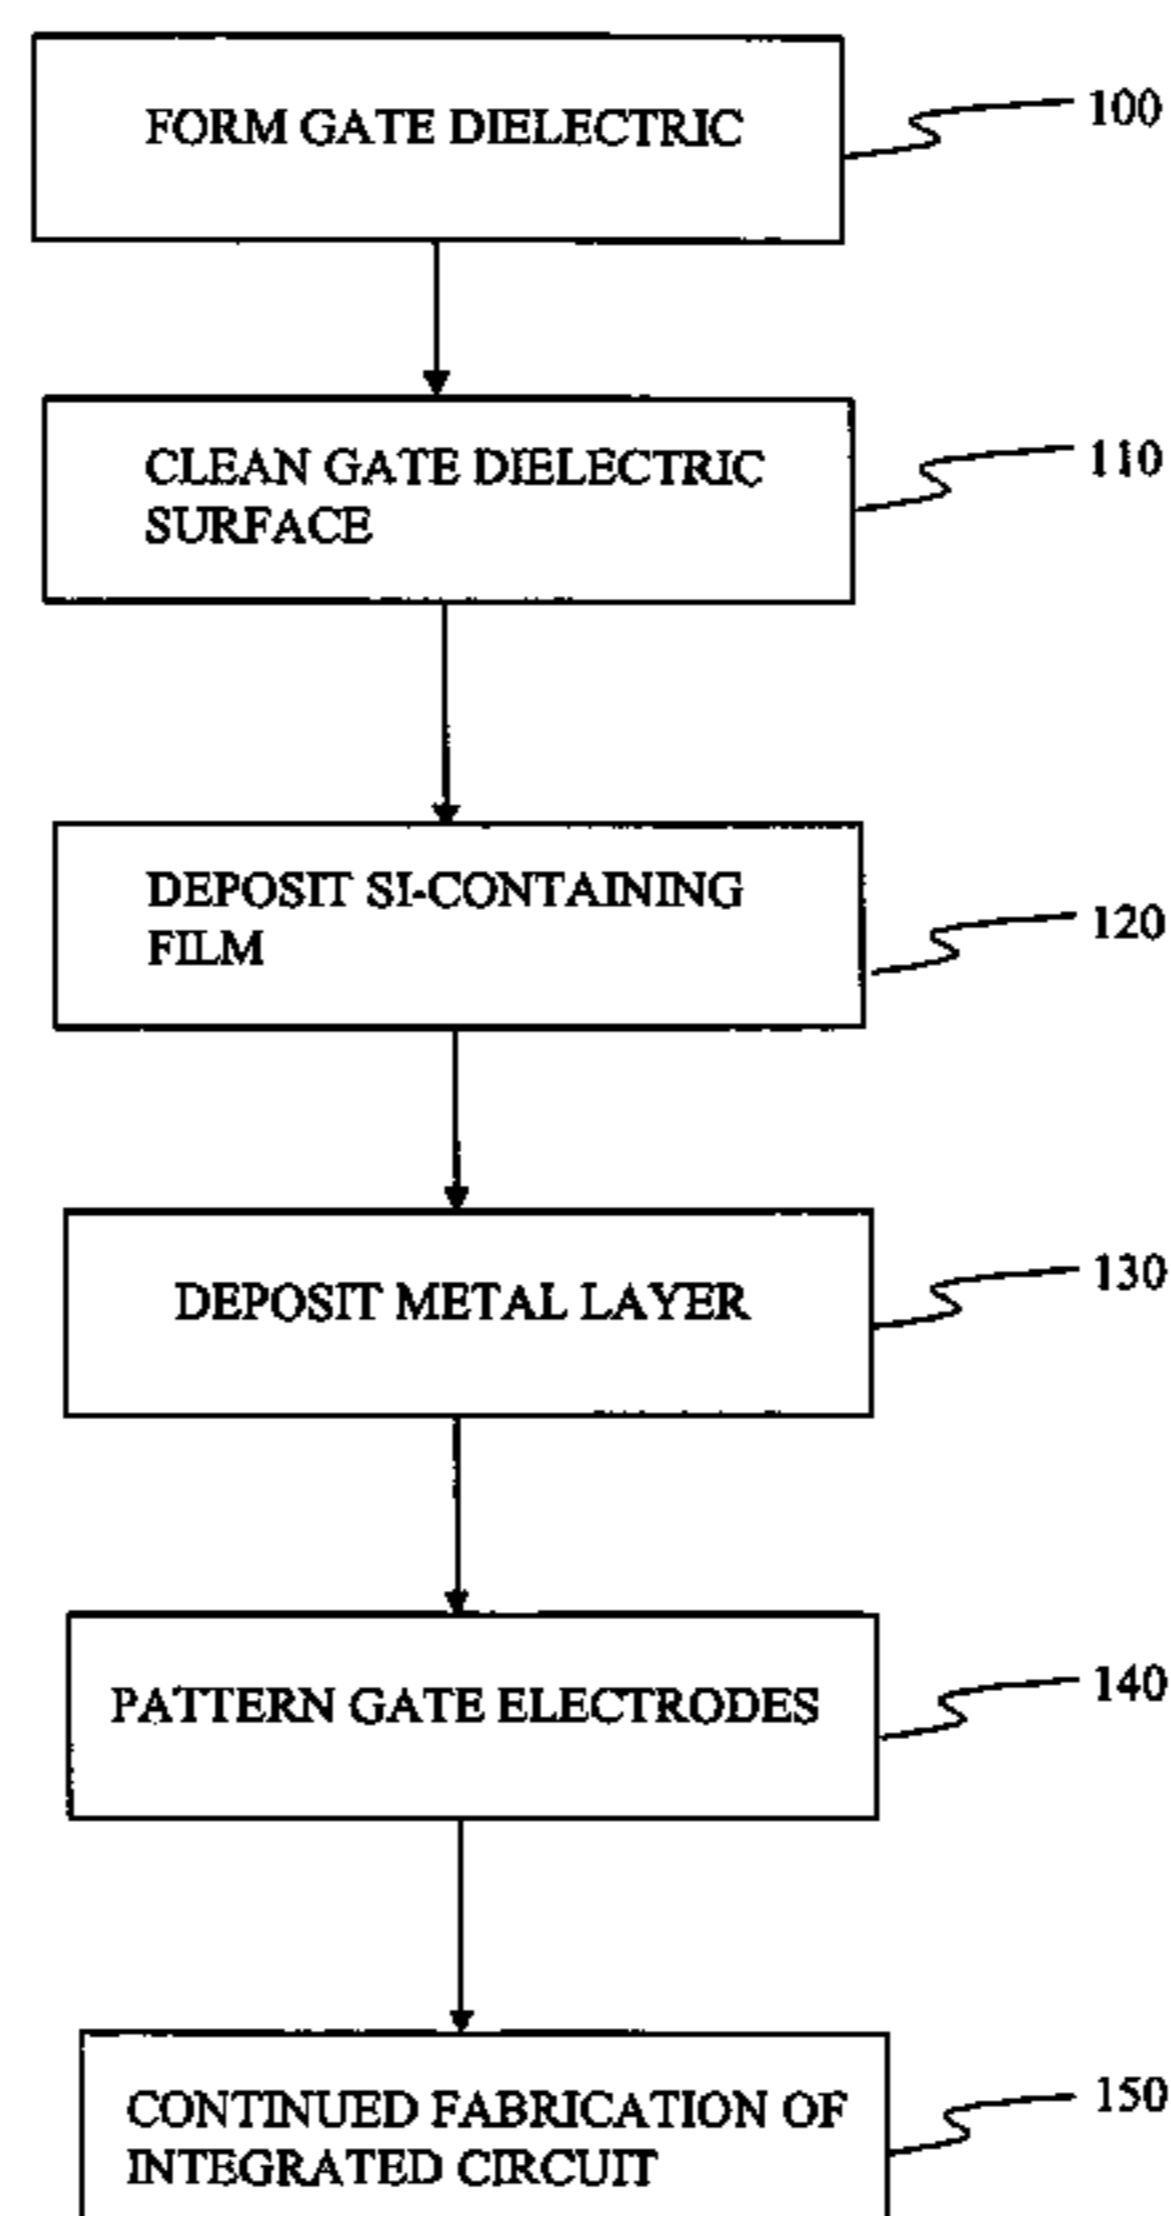 FORM GATE DIELECTRIC
100
CLEAN GATE DIELECTRIC
SURFACE
110
DEPOSIT SI-CONTAINING
FILM
120
DEPOSIT METAL LAYER
130
PATTERN GATE ELECTRODES
140
CONTINUED FABRICATION OF
INTEGRATED CIRCUIT
150